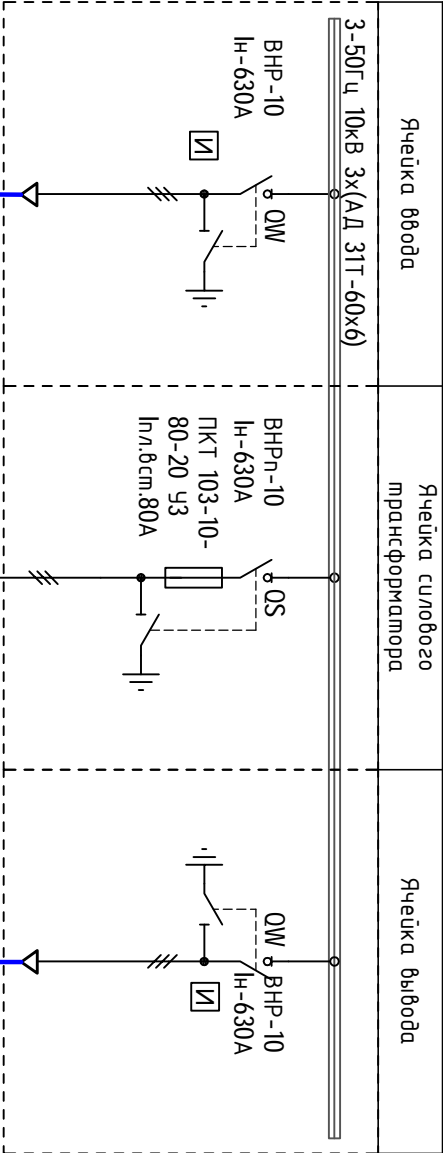 Ячейка ввода
Ячейка силового
трансформатора
Ячейка вывода
3-50Гц 10кВ 3х(АД 31Т-60х6)
ВНР-10
Iн-630А
QW
И
ВНРп-10
Iн-630А
ПКТ 103-10-
80-20 У3
Iпл.вст.80А
QS
QW
ВНР-10
Iн-630А
И